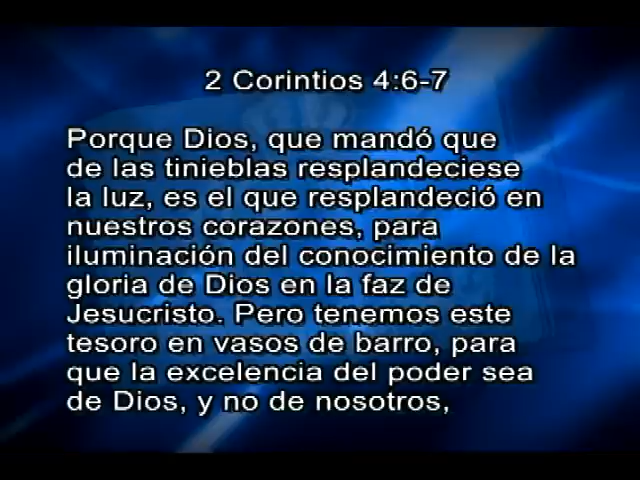 2 Corintios 4:6-7
Porque Dios, que mandó que
de las tinieblas resplandeciese
la luz, es el que resplandeció en
nuestros corazones, para
iluminación del conocimiento de la
gloria de Dios en la faz de
Jesucristo. Pero tenemos este
tesoro en vasos de barro, para
que la excelencia del poder sea
de Dios, y no de nosotros,